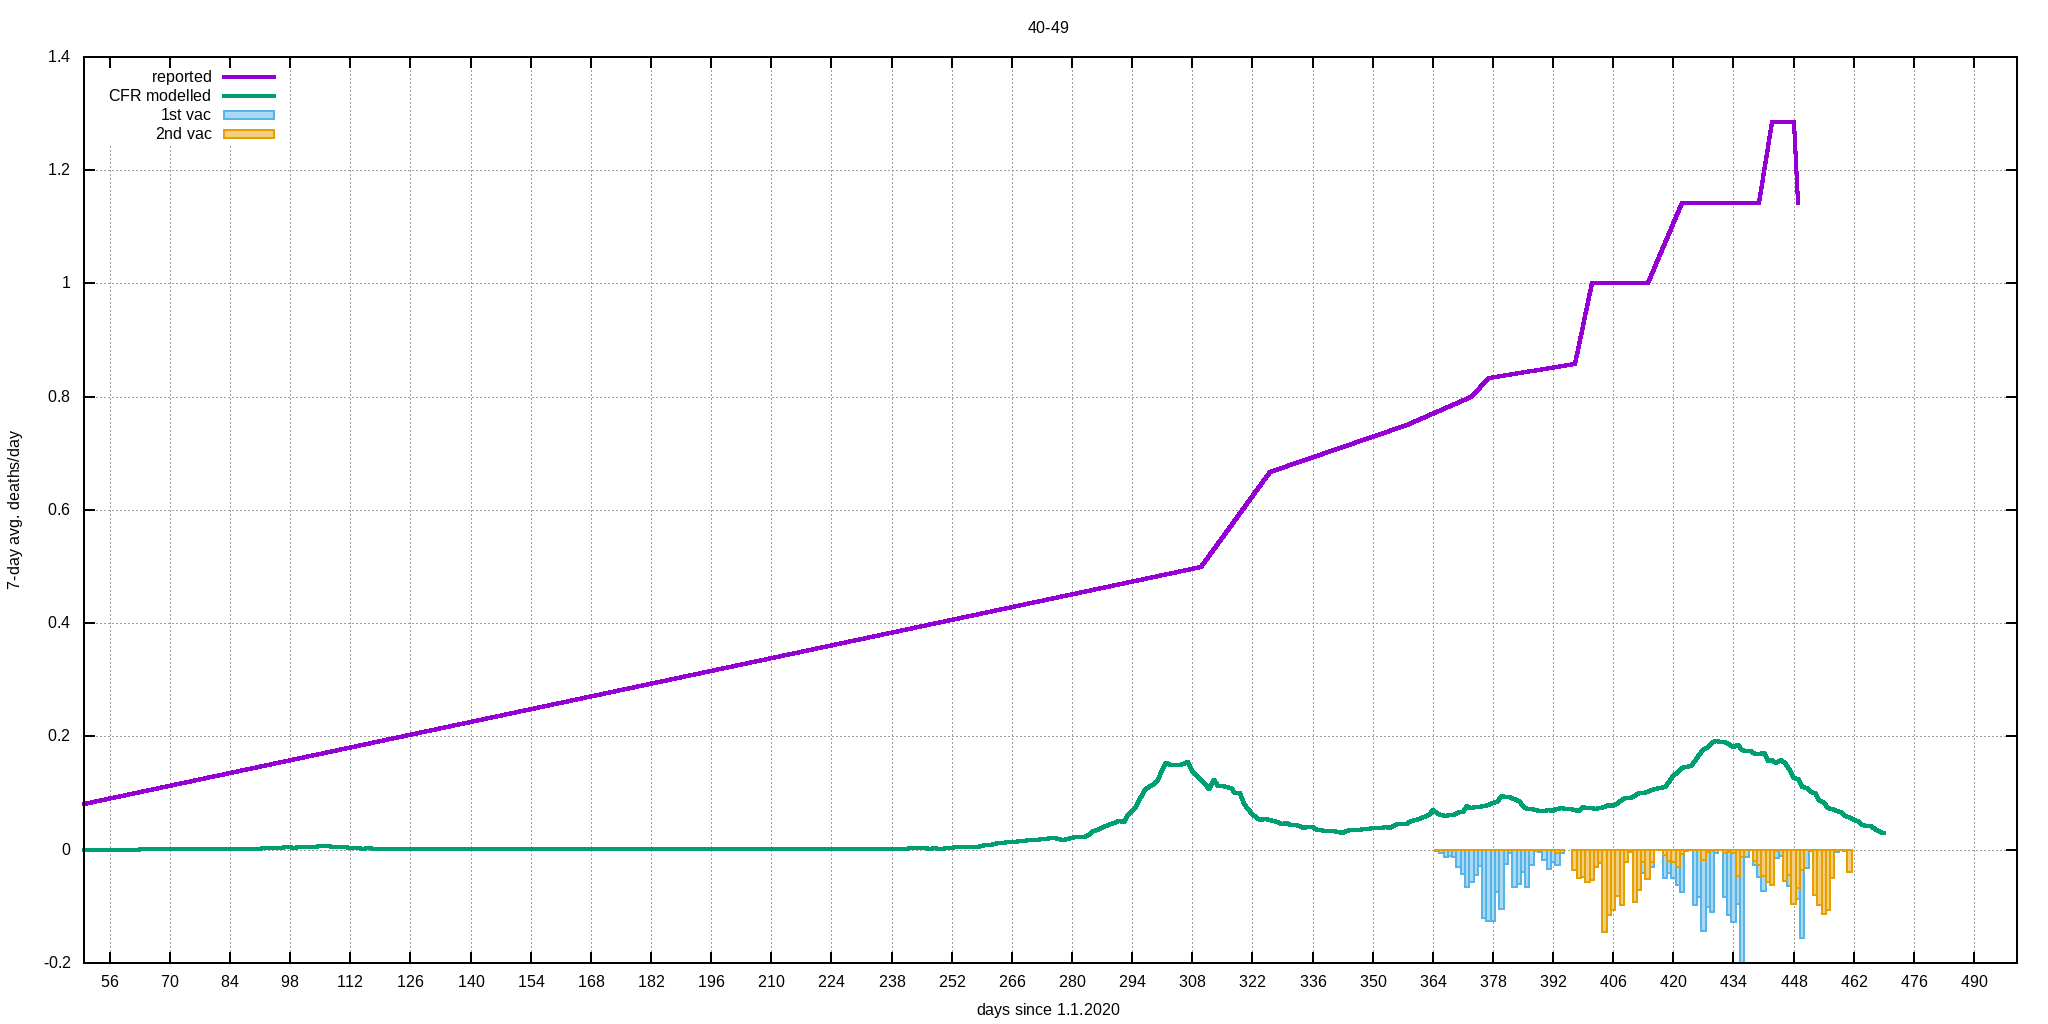 40-49
reported
CFR modelled
1st vac
2nd vac
1.4
1.2
1
0.8
0.6
0.4
0.2
0
-0.2
7-day avg. deaths/day
56 70 84 98 112 126 140 154 168 182 196 210 224 238 252 266 280 294 308 322 336 350 364 378 392 406 420 434 448 462 476 490
days since 1.1.2020